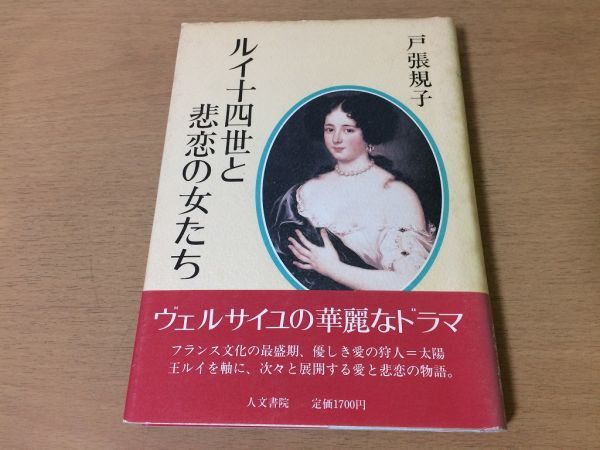 戸張規子
ルイ十四世と
悲恋の女たち
ヴェルサイユの華麗なドラマ
フランス文化の最盛期、優しき愛の狩人＝太陽
王ルイを軸に、次々と展開する愛と悲恋の物語。
人文書院 定価1700円